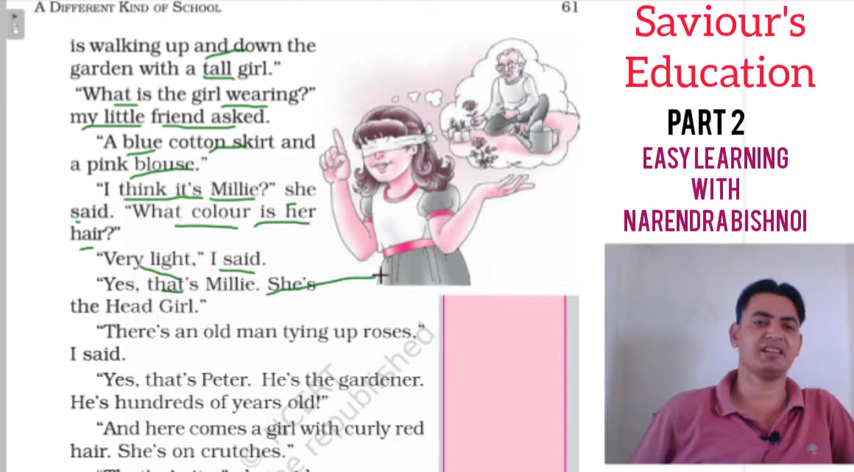 A DIFFERENT KIND OF SCHOOL 61
is walking up and down the
garden with a tall girl."
"What is the girl wearing?"
my little friend asked.
"A blue cotton skirt and
a pink blouse."
"I think it's Millie?" she
said. "What colour is her
hair?"
"Very light," I said.
"Yes, that's Millie. She's
the Head Girl."
"There's an old man tying up roses,"
I said.
"Yes, that's Peter. He's the gardener.
He's hundreds of years old!"
"And here comes a girl with curly red
hair. She's on crutches."
© NCERT
be republished
Saviour's
Education
PART 2
EASY LEARNING
WITH
NARENDRA BISHNOI